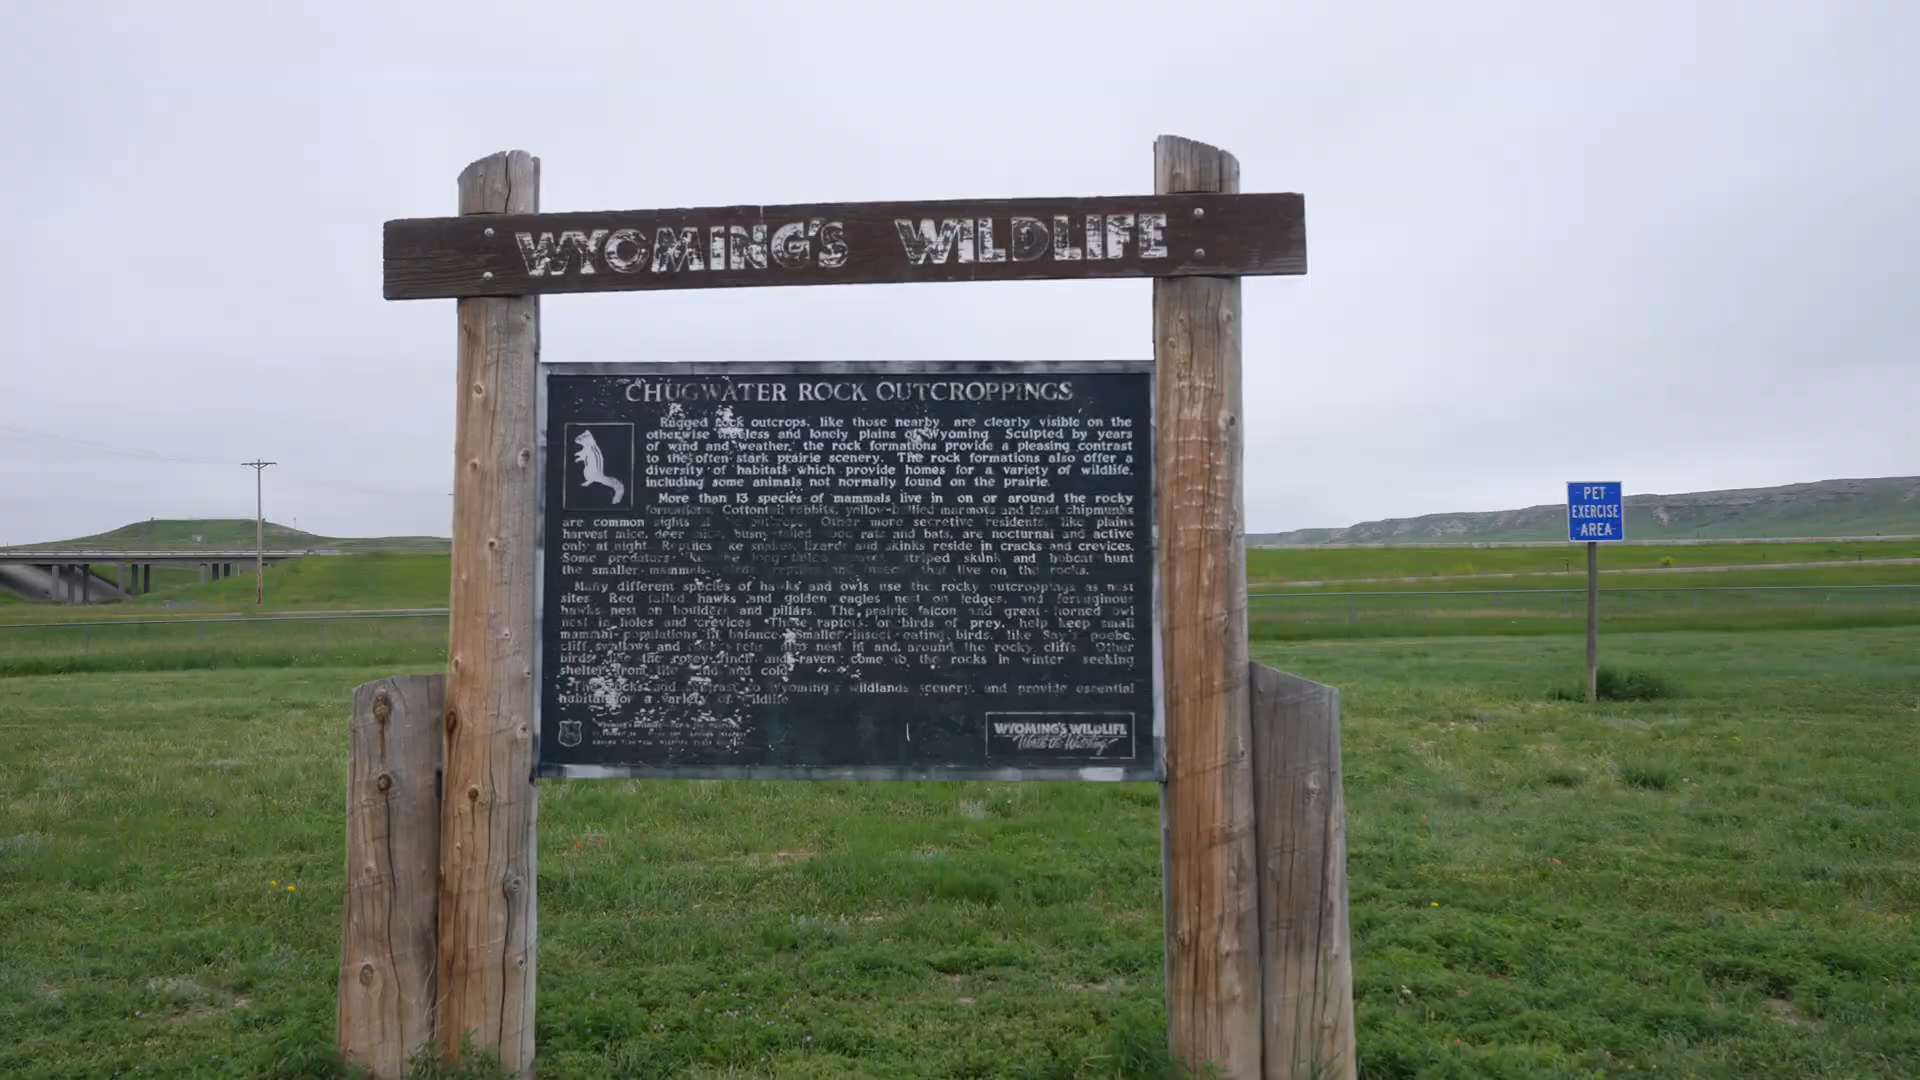 WYOMING'S WILDLIFE
CHUGWATER ROCK OUTCROPPINGS
Rugged rock outcrops, like those nearby, are clearly visible on the
otherwise treeless and lonely plains of Wyoming. Sculpted by years
of wind and weather, the rock formations provide a pleasing contrast
to the often stark prairie scenery. The rock formations also offer a
diversity of habitats which provide homes for a variety of wildlife,
including some animals not normally found on the prairie.
More than 13 species of mammals live in on or around the rocky
formations. Cottontail rabbits, yellow-bellied marmots and least chipmunks
are common sights at outcrops. Other more secretive residents, like plains
harvest mice, deer mice, bushy-tailed wood rats and bats, are nocturnal and active
only at night. Reptiles like snakes, lizards and skinks reside in cracks and crevices.
Some predators striped skunk and bobcat hunt
the smaller mammals, that live on the rocks.
Many different species of hawks and owls use the rocky outcroppings as nest
sites. Red tailed hawks and golden eagles nest on ledges, and ferruginous
hawks nest on boulders and pillars. The prairie falcon and great-horned owl
nest in holes and crevices. These raptors, or birds of prey, help keep small
mammal populations in balance. Smaller insect-eating birds, like Say's poebe,
cliff swallows and nest in and around the rocky cliffs. Other
birds like the rosey finch and raven come to the rocks in winter seeking
shelter from the wind and cold.
The rocks add contrast to Wyoming's wildlands scenery, and provide essential
habitat for a variety of wildlife
WYOMING'S WILDLIFE
Worth the Watching
PET
EXERCISE
AREA